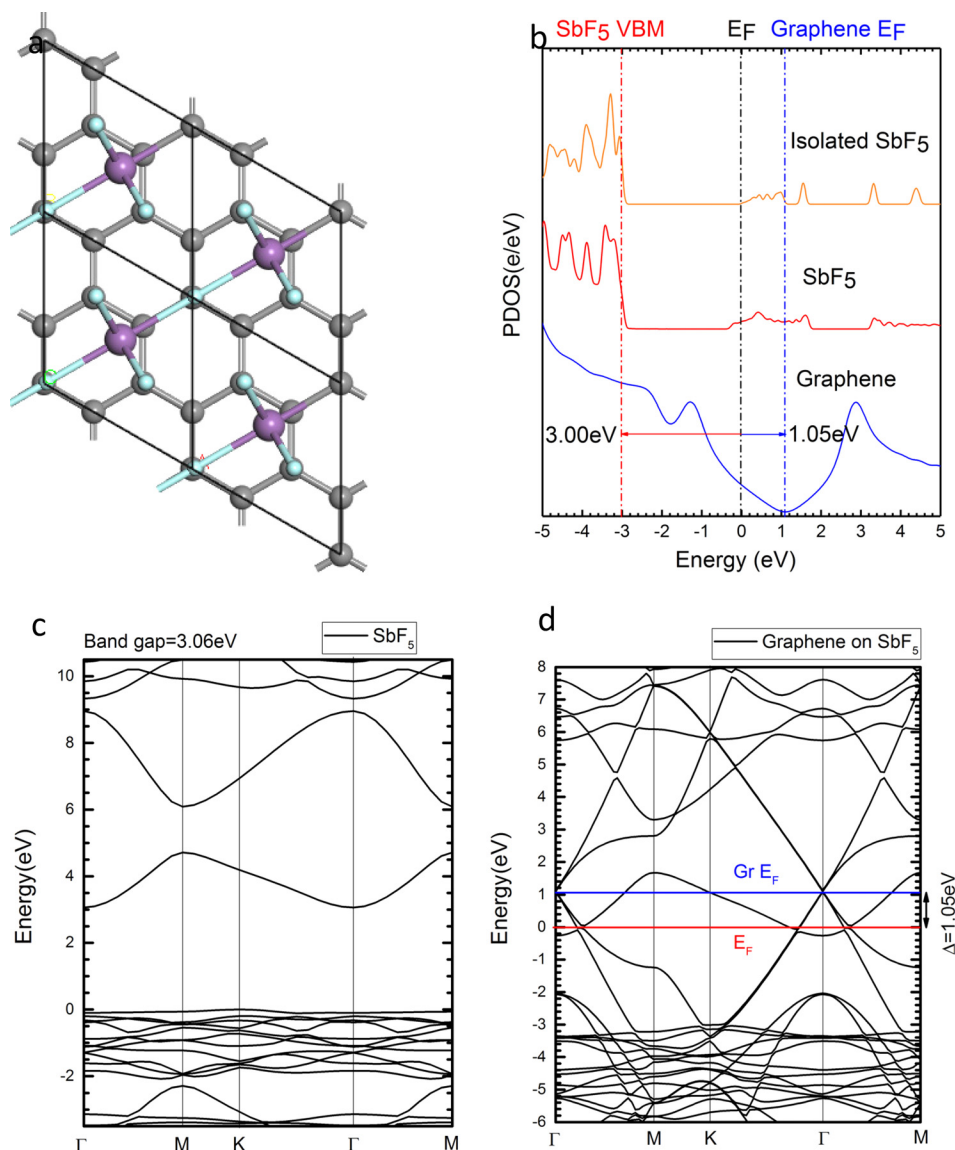 a
b
SbF5 VBM
EF
Graphene EF
Isolated SbF5
SbF5
Graphene
3.00eV
1.05eV
PDOS(e/eV)
-5 -4 -3 -2 -1 0 1 2 3 4 5
Energy (eV)
c
Band gap=3.06eV
SbF5
10
8
6
4
2
0
-2
Energy(eV)
Γ M K Γ M
d
Graphene on SbF5
8
7
6
5
4
3
2
1
0
-1
-2
-3
-4
-5
-6
Energy(eV)
Gr EF
EF
Δ=1.05eV
Γ M K Γ M